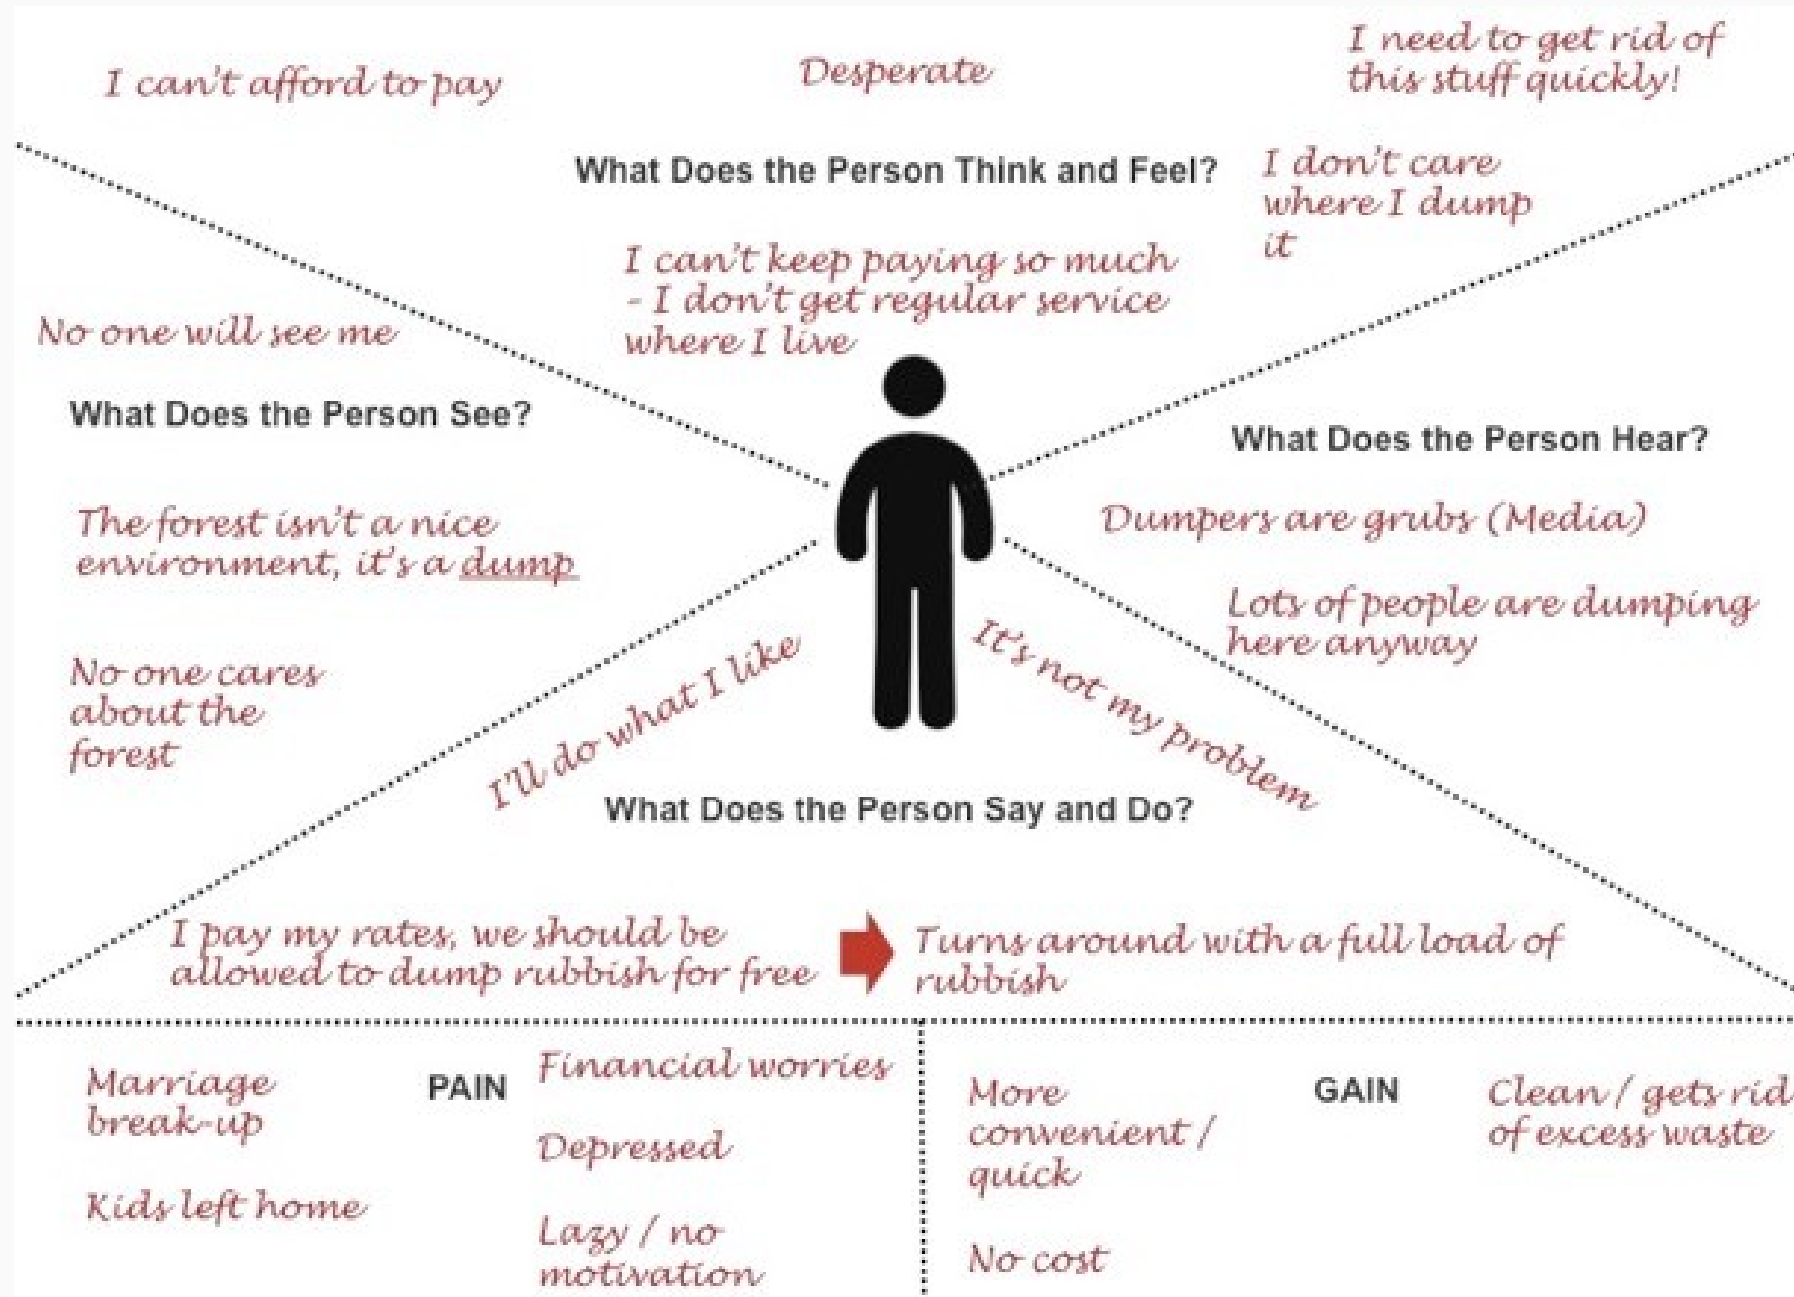 I can't afford to pay
Desperate
I need to get rid of
this stuff quickly!
What Does the Person Think and Feel?
I don't care
where I dump
it
I can't keep paying so much
- I don't get regular service
where I live
No one will see me
What Does the Person See?
The forest isn't a nice
environment, it's a dump
No one cares
about the
forest
What Does the Person Hear?
Dumpers are grubs (Media)
Lots of people are dumping
here anyway
I'll do what I like
It's not my problem
What Does the Person Say and Do?
I pay my rates, we should be
allowed to dump rubbish for free
Turns around with a full load of
rubbish
PAIN
Marriage
break-up
Kids left home
Financial worries
Depressed
Lazy / no
motivation
GAIN
More
convenient /
quick
No cost
Clean / gets rid
of excess waste